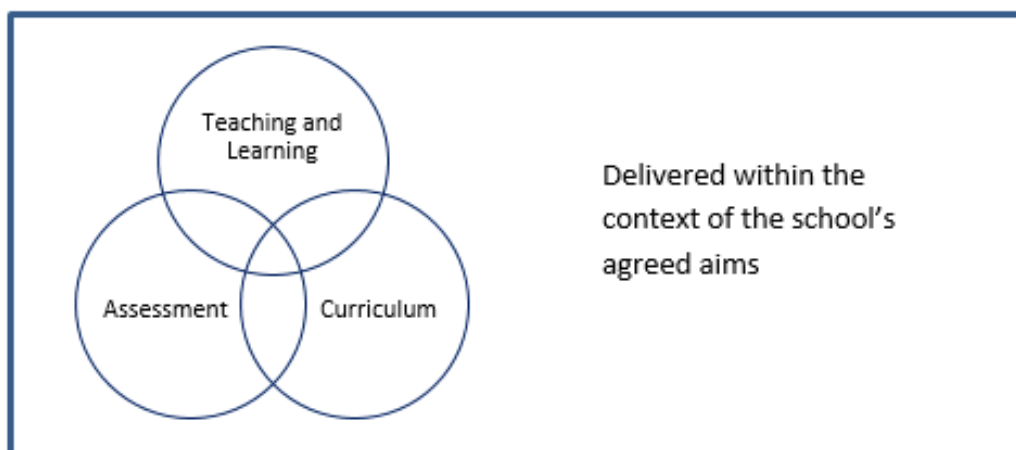 Teaching and
Learning
Assessment
Curriculum
Delivered within the
context of the school’s
agreed aims